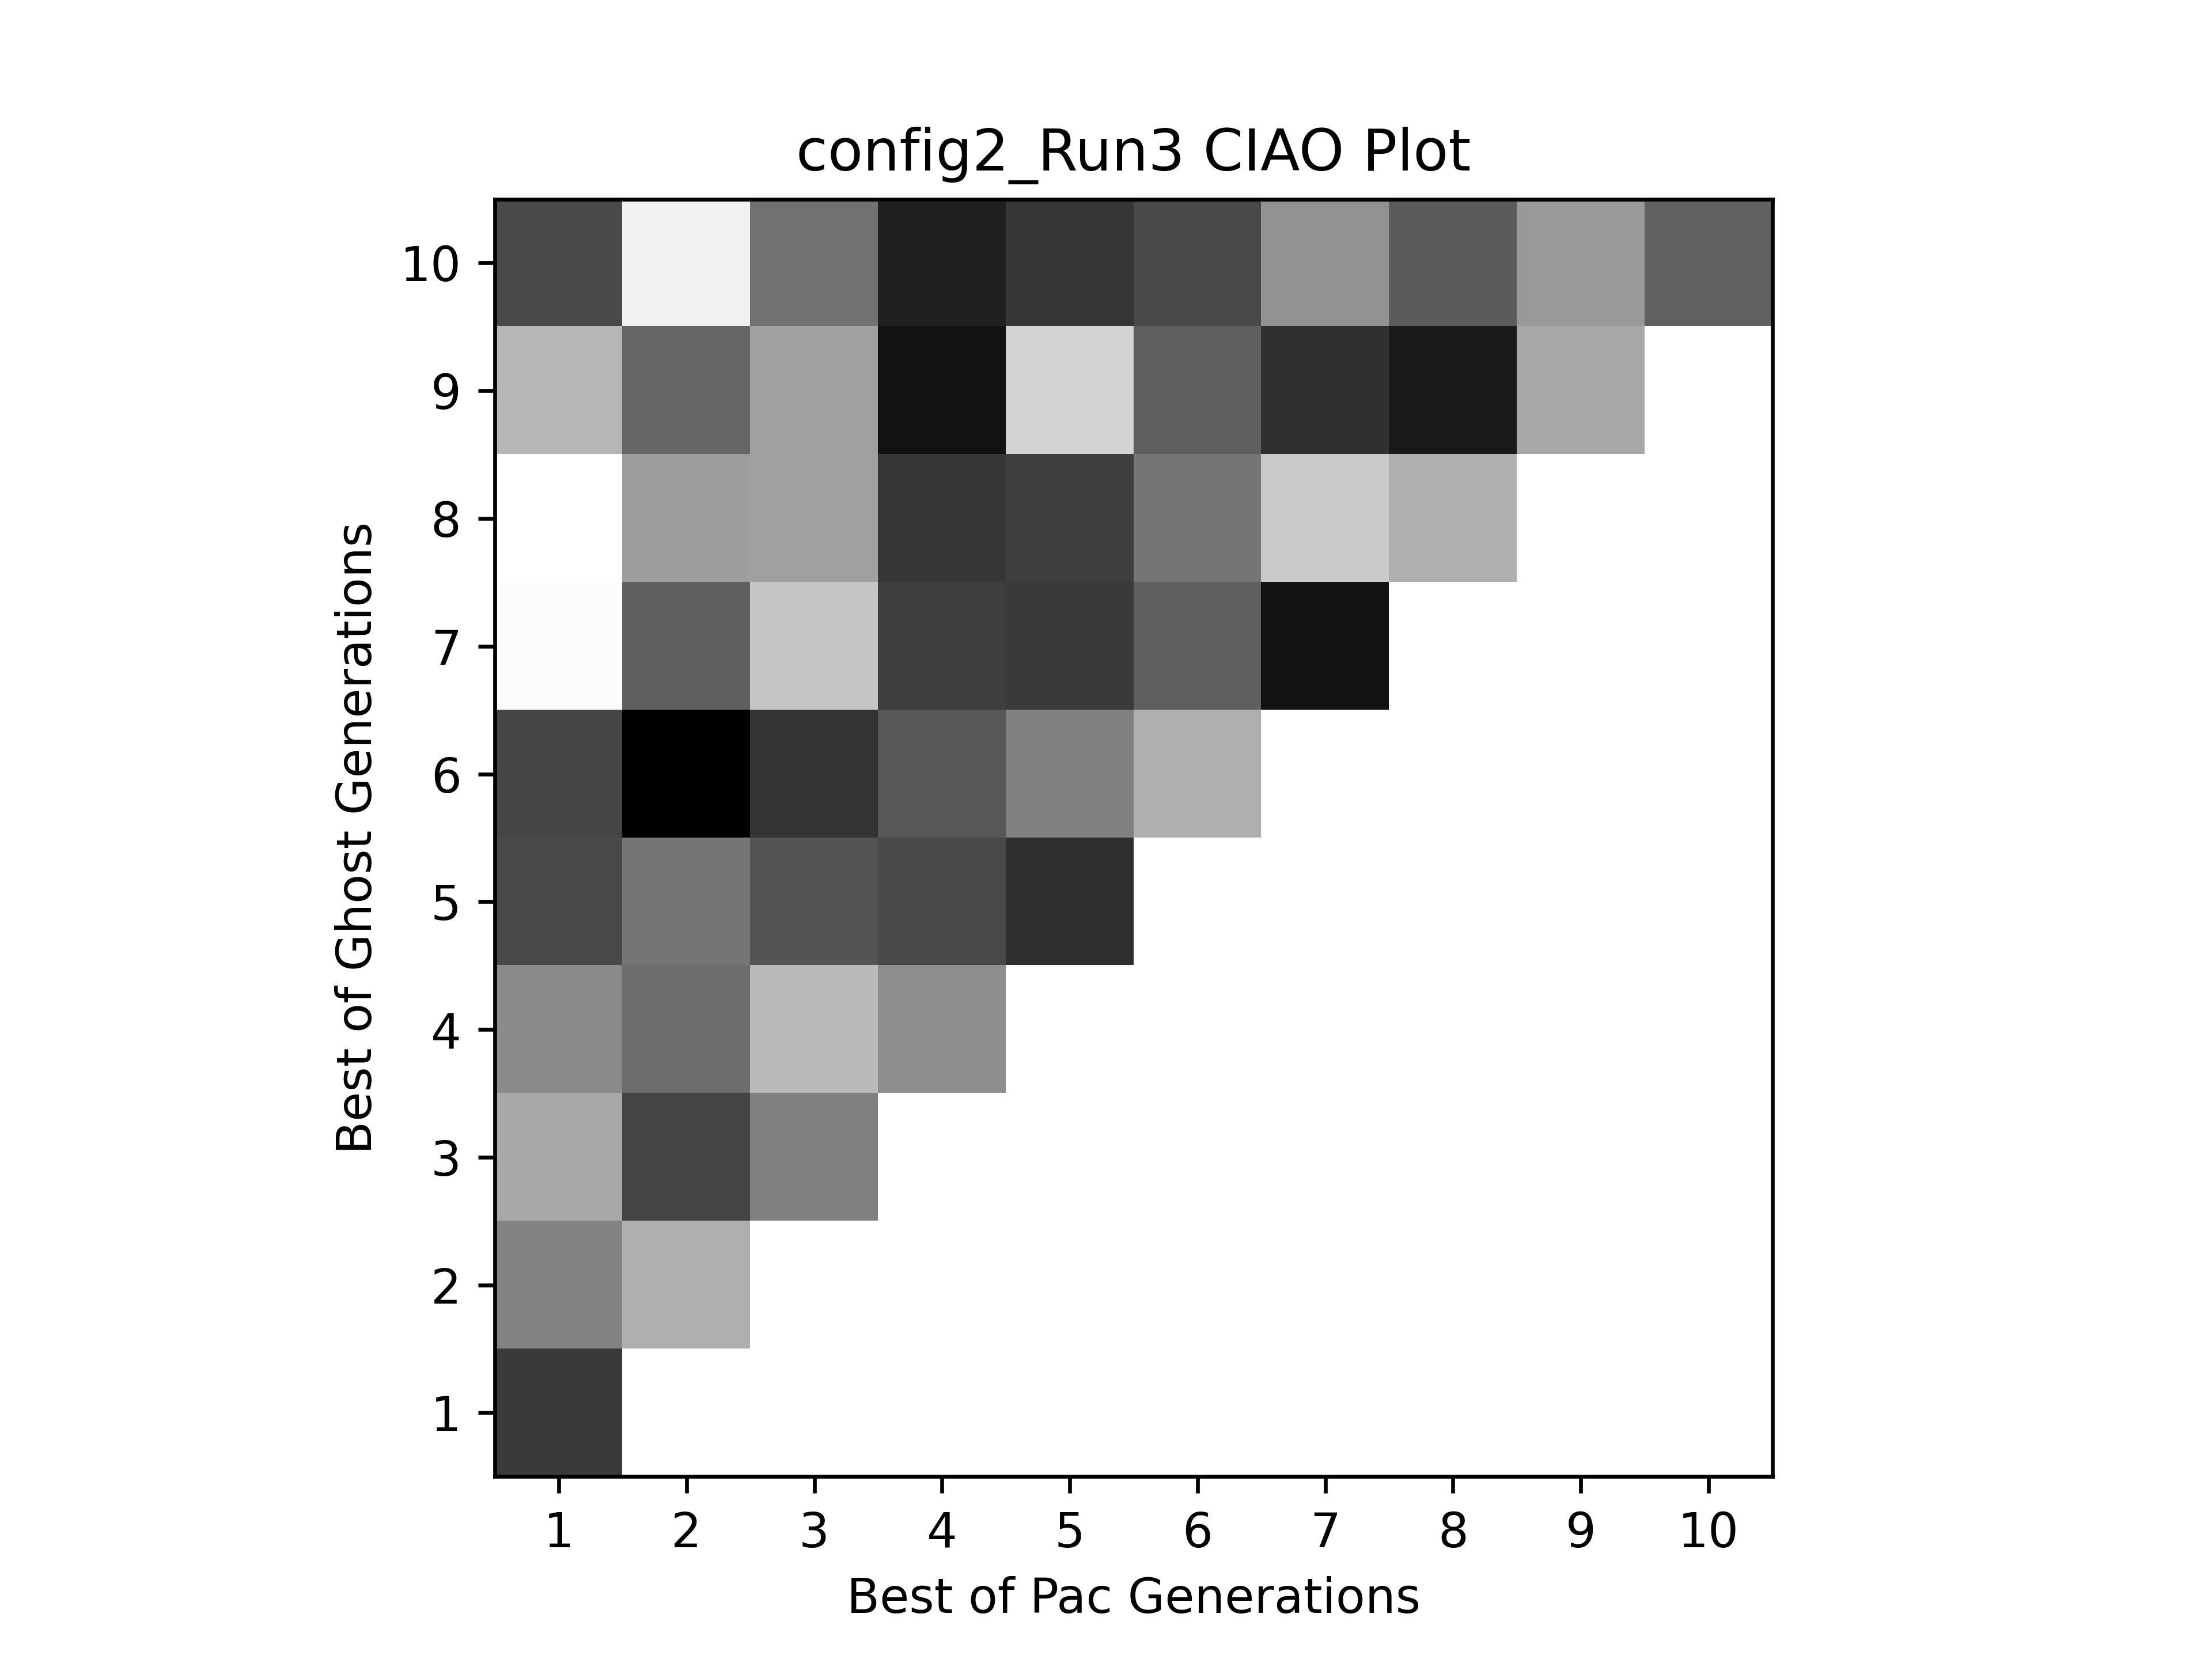 config2_Run3 CIAO Plot
10
9
8
7
6
5
4
3
2
1
Best of Ghost Generations
1 2 3 4 5 6 7 8 9 10
Best of Pac Generations